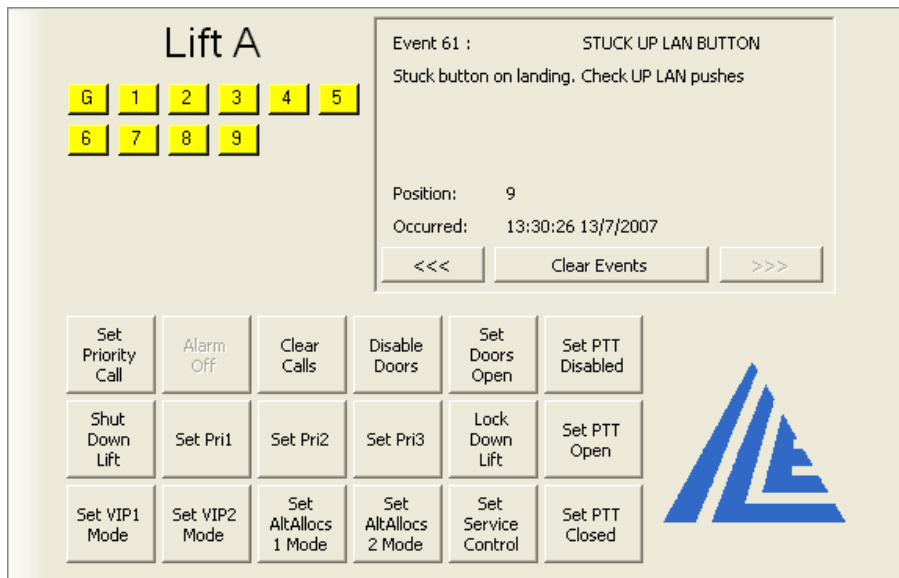 Lift A
G 1 2 3 4 5
6 7 8 9
Event 61 : STUCK UP LAN BUTTON
Stuck button on landing. Check UP LAN pushes
Position: 9
Occurred: 13:30:26 13/7/2007
<<< Clear Events >>>
Set
Priority
Call
Alarm
Off
Clear
Calls
Disable
Doors
Set
Doors
Open
Set PTT
Disabled
Shut
Down
Lift
Set Pri1
Set Pri2
Set Pri3
Lock
Down
Lift
Set PTT
Open
Set VIP1
Mode
Set VIP2
Mode
Set
AltAllocs
1 Mode
Set
AltAllocs
2 Mode
Set
Service
Control
Set PTT
Closed
ILE